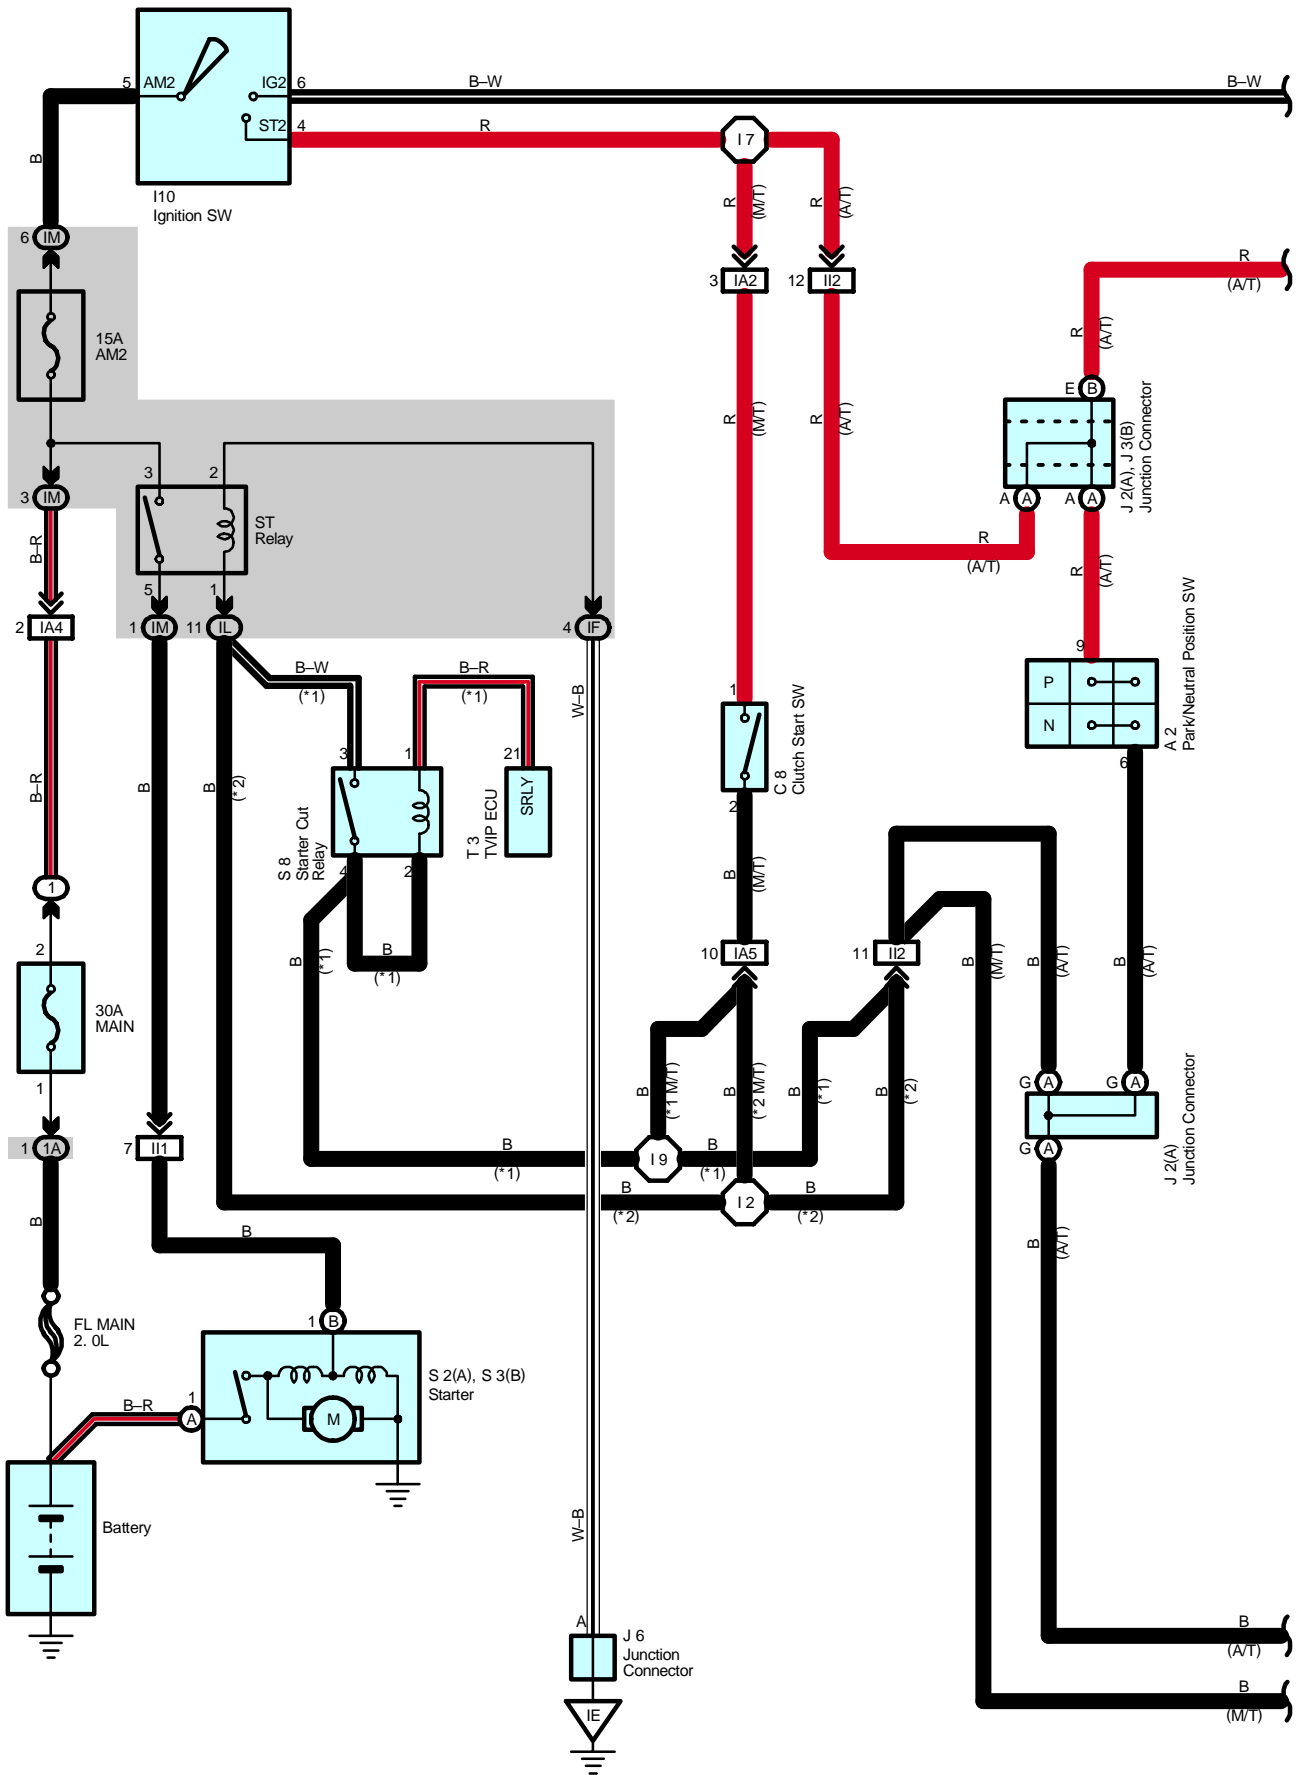 5 AM2
IG2 6
B–W
B–W
ST2 4
R
I 7
B
I10
Ignition SW
R
(M/T)
R
(A/T)
6 IM
R
(A/T)
3 IA2
12 II2
15A
AM2
R
(A/T)
E B
J 2(A), J 3(B)
Junction Connector
R
(M/T)
R
(A/T)
3
2
3 IM
A A
A A
ST
Relay
B–R
R
(A/T)
R
(A/T)
5
1
2 IA4
1 IM
11 IL
4 IF
9
B–W
(*1)
B–R
(*1)
W–B
1
P
N
A 2
Park/Neutral Position SW
C 8
Clutch Start SW
3
1
21
6
B–R
B
B
(*2)
SRLY
T 3
TVIP ECU
S 8
Starter Cut
Relay
2
4
2
1
B
(M/T)
2
B
(*1)
B
(*1)
10 IA5
11 II2
B
(M/T)
B
(A/T)
B
(A/T)
30A
MAIN
1
B
(*1 M/T)
B
(*2 M/T)
B
(*1)
B
(*2)
G A
G A
1 1A
7 II1
B
(*1)
I 9
B
(*1)
G A
J 2(A)
Junction Connector
B
(*2)
I 2
B
(*2)
B
B
B
(A/T)
FL MAIN
2. 0L
1 B
S 2(A), S 3(B)
Starter
B–R
1
A
M
Battery
W–B
A
J 6
Junction
Connector
B
(A/T)
IE
B
(M/T)